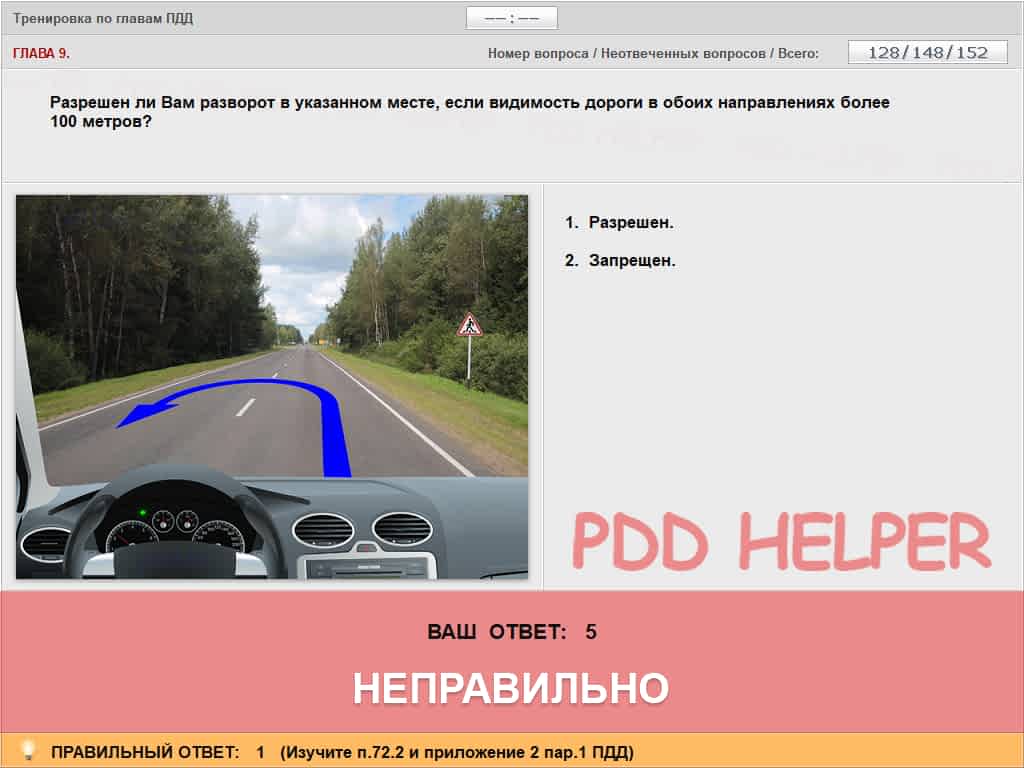 Тренировка по главам ПДД
—— : ——
ГЛАВА 9.
Номер вопроса / Неотвеченных вопросов / Всего:
128/148/152
Разрешен ли Вам разворот в указанном месте, если видимость дороги в обоих направлениях более
100 метров?
1. Разрешен.
2. Запрещен.
PDD HELPER
ВАШ ОТВЕТ: 5
НЕПРАВИЛЬНО
ПРАВИЛЬНЫЙ ОТВЕТ: 1 (Изучите п.72.2 и приложение 2 пар.1 ПДД)